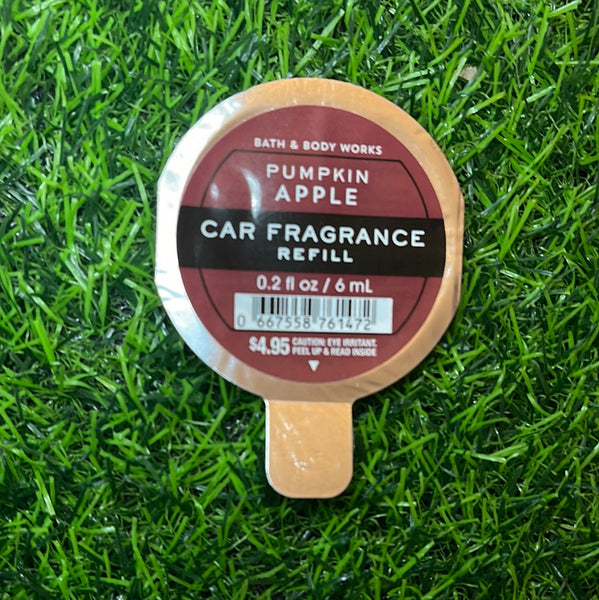 BATH & BODY WORKS
PUMPKIN
APPLE
CAR FRAGRANCE
REFILL
0.2 fl oz / 6 mL
0 667558 761472
$4.95 CAUTION: EYE IRRITANT.
PEEL UP & READ INSIDE